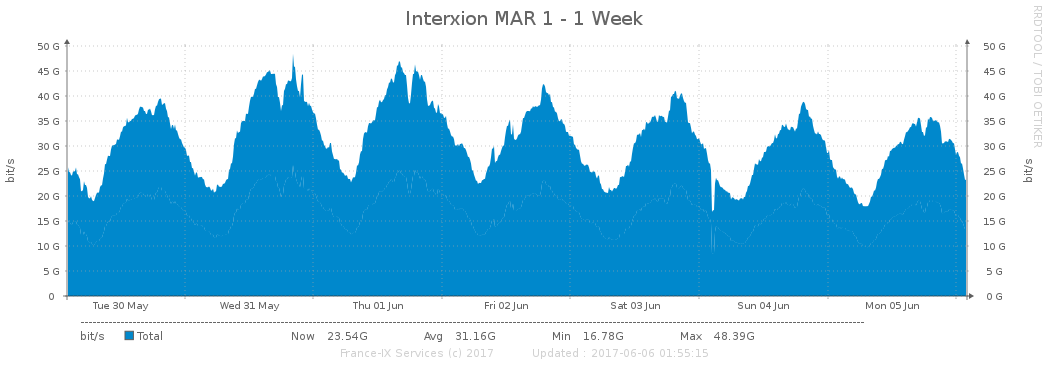 Interxion MAR 1 - 1 Week
RRDTOOL / TOBI OETIKER
bit/s
50 G
45 G
40 G
35 G
30 G
25 G
20 G
15 G
10 G
5 G
0
50 G
45 G
40 G
35 G
30 G
25 G
20 G
15 G
10 G
5 G
0 G
bit/s
Tue 30 May Wed 31 May Thu 01 Jun Fri 02 Jun Sat 03 Jun Sun 04 Jun Mon 05 Jun
bit/s Total Now 23.54G Avg 31.16G Min 16.78G Max 48.39G
France-IX Services (c) 2017 Updated : 2017-06-06 01:55:15